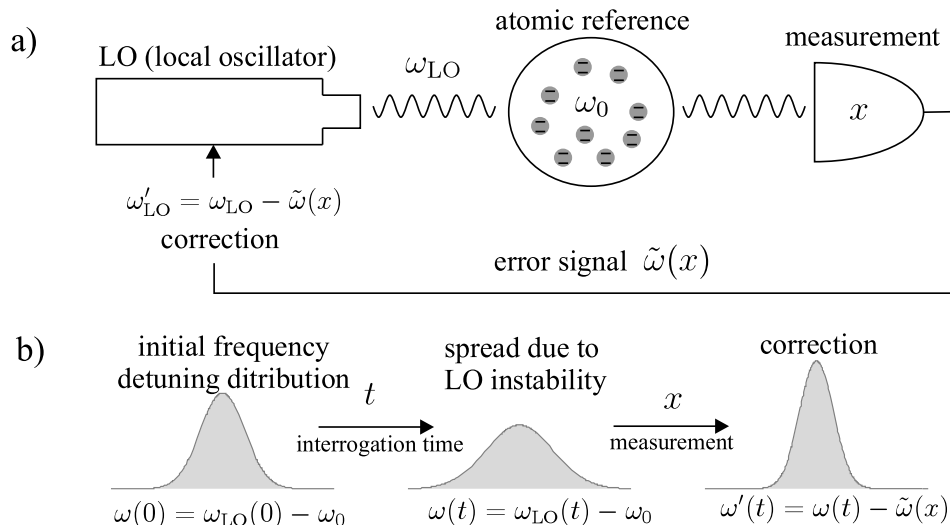 a)
LO (local oscillator)
ω_LO
atomic reference
ω_0
measurement
x
ω'_LO = ω_LO − ω̃(x)
correction
error signal ω̃(x)
b)
initial frequency
detuning ditribution
t
interrogation time
spread due to
LO instability
x
measurement
correction
ω(0) = ω_LO(0) − ω_0
ω(t) = ω_LO(t) − ω_0
ω'(t) = ω(t) − ω̃(x)